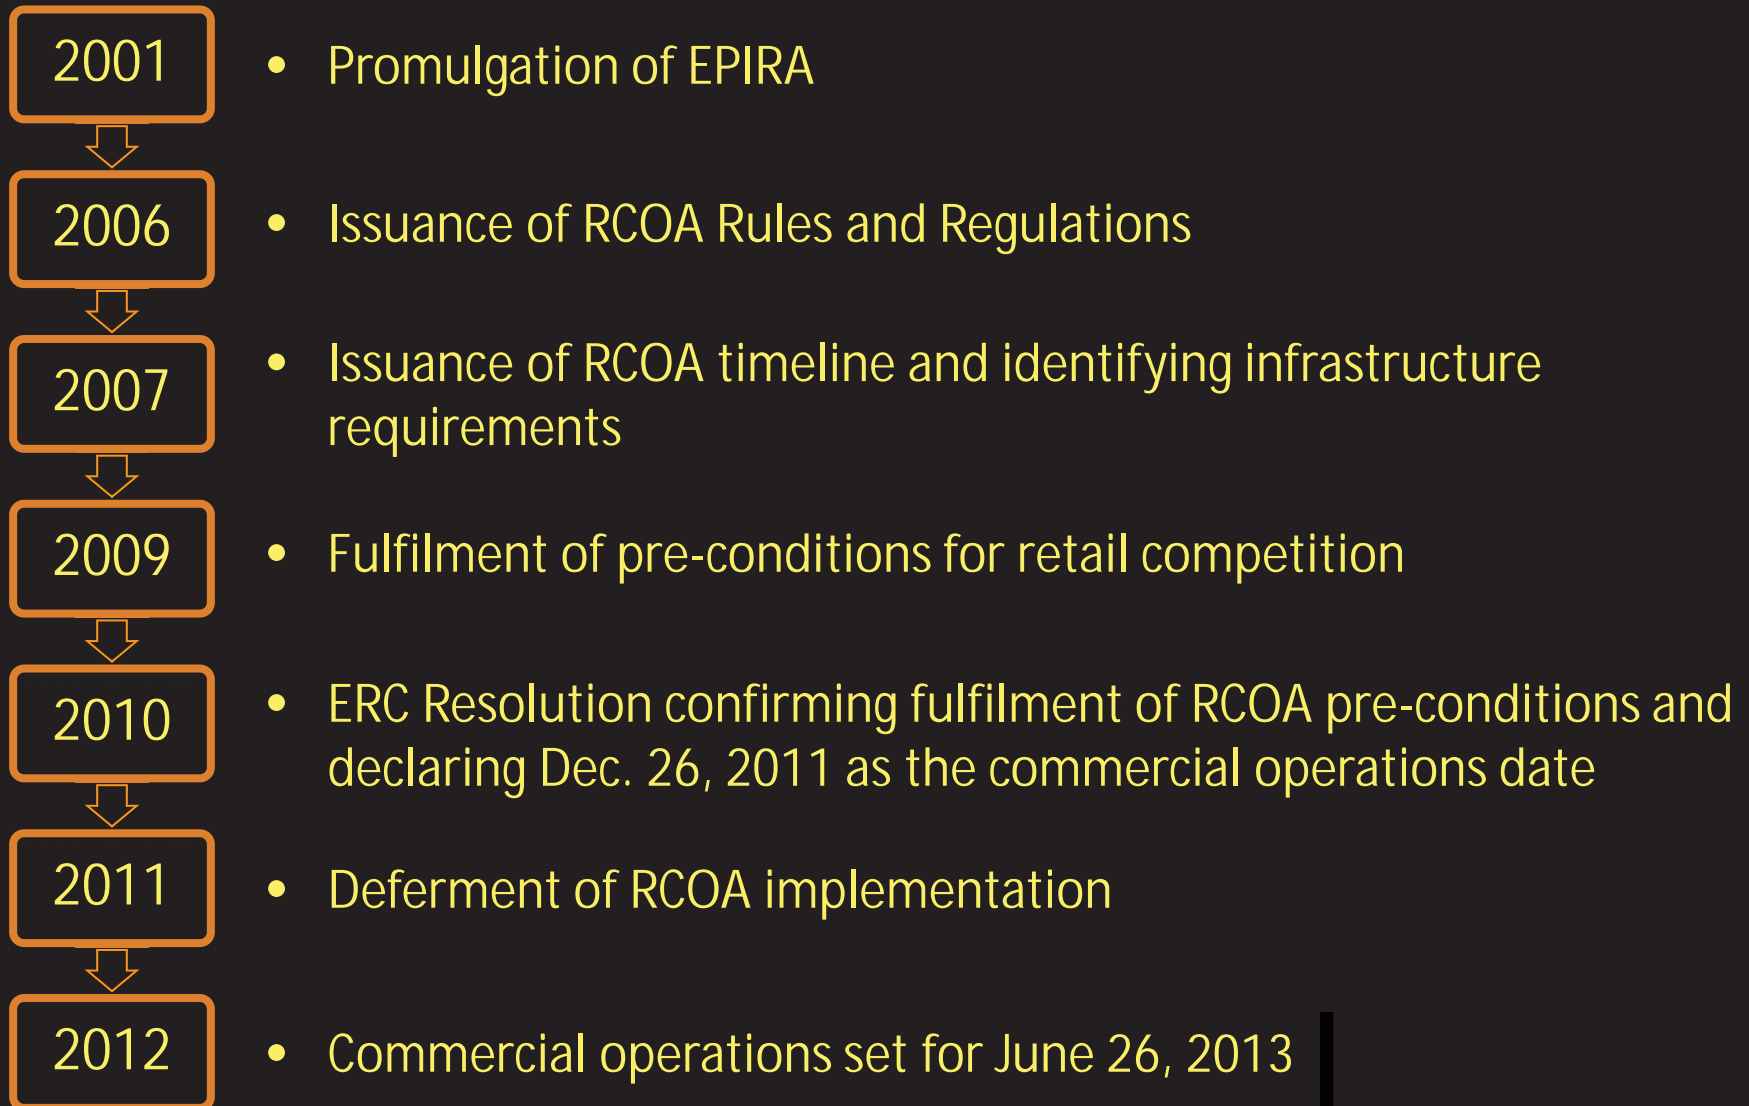 2001
• Promulgation of EPIRA
2006
• Issuance of RCOA Rules and Regulations
2007
• Issuance of RCOA timeline and identifying infrastructure
requirements
2009
• Fulfilment of pre-conditions for retail competition
2010
• ERC Resolution confirming fulfilment of RCOA pre-conditions and
declaring Dec. 26, 2011 as the commercial operations date
2011
• Deferment of RCOA implementation
2012
• Commercial operations set for June 26, 2013